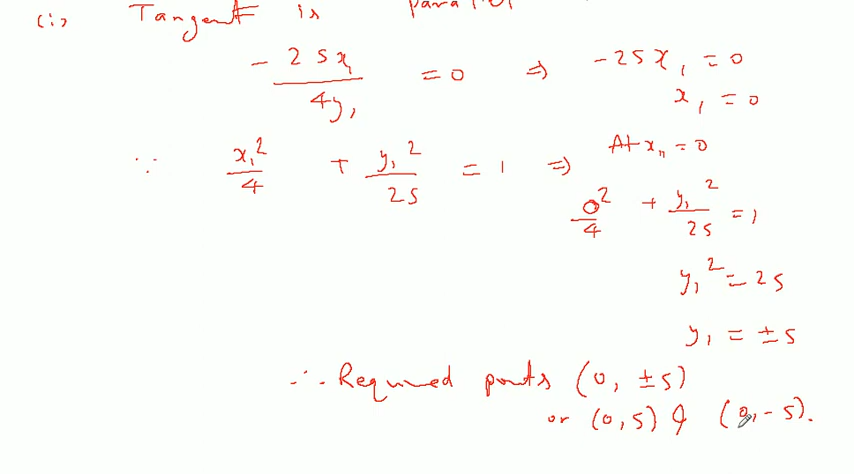 (i) Tangent is parallel
- 25x₁ / 4y₁ = 0 ⇒ -25x₁ = 0
x₁ = 0
∵ x₁²/4 + y₁²/25 = 1 ⇒ At x₁ = 0
0²/4 + y₁²/25 = 1
y₁² = 25
y₁ = ±5
∴ Required points (0, ±5)
or (0, 5) & (0, -5).